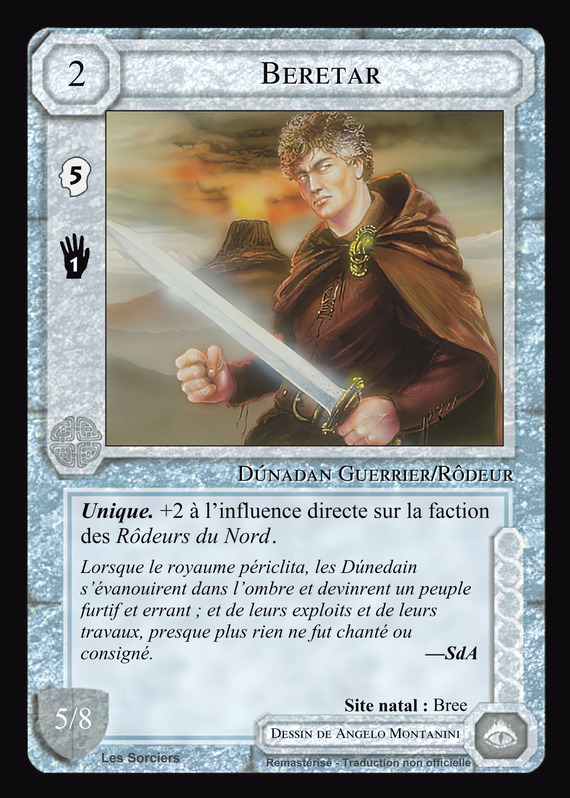 2
BERETAR
5
1
DÚNADAN GUERRIER/RÔDEUR
Unique. +2 à l’influence directe sur la faction
des Rôdeurs du Nord.
Lorsque le royaume périclita, les Dúnedain
s’évanouirent dans l’ombre et devinrent un peuple
furtif et errant ; et de leurs exploits et de leurs
travaux, presque plus rien ne fut chanté ou
consigné. —SdA
Site natal : Bree
5/8
DESSIN DE ANGELO MONTANINI
Les Sorciers
Remastérisé - Traduction non officielle